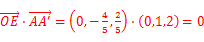 OE · AA′ = (0, −4/5, 2/5) · (0,1,2) = 0